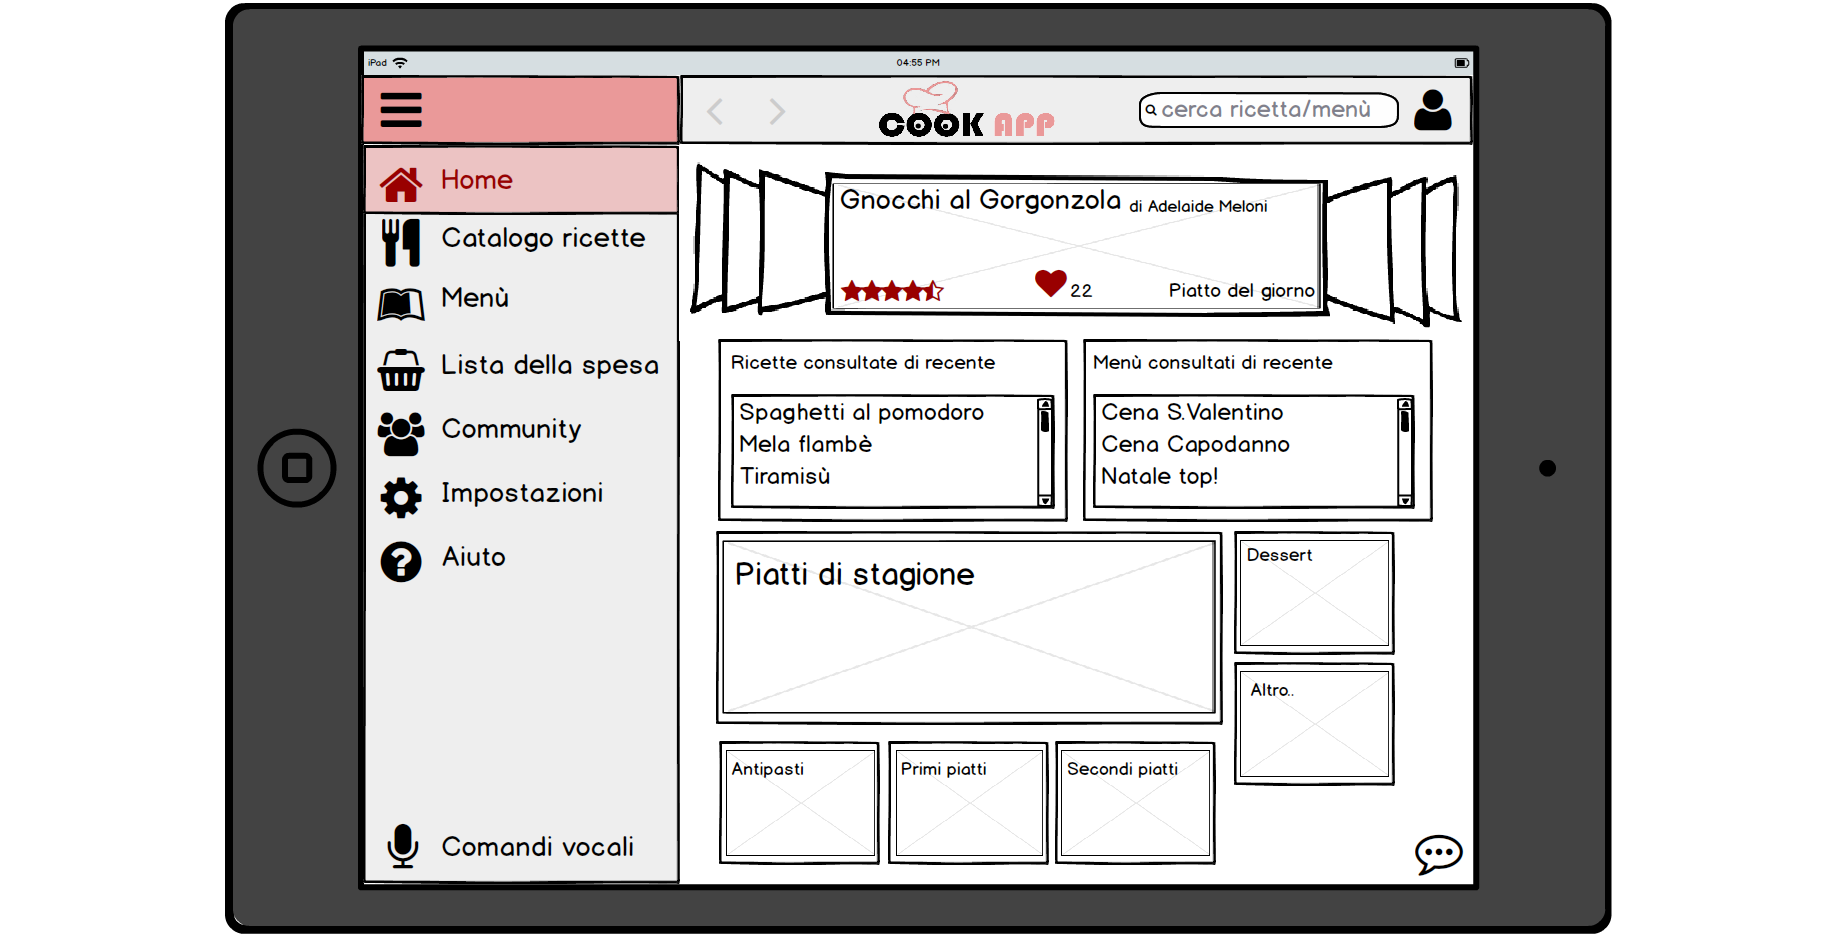 iPad
04:55 PM
COOK APP
cerca ricetta/menù
Home
Catalogo ricette
Menù
Lista della spesa
Community
Impostazioni
Aiuto
Comandi vocali
Gnocchi al Gorgonzola di Adelaide Meloni
22
Piatto del giorno
Ricette consultate di recente
Spaghetti al pomodoro
Mela flambè
Tiramisù
Menù consultati di recente
Cena S.Valentino
Cena Capodanno
Natale top!
Piatti di stagione
Dessert
Altro..
Antipasti
Primi piatti
Secondi piatti